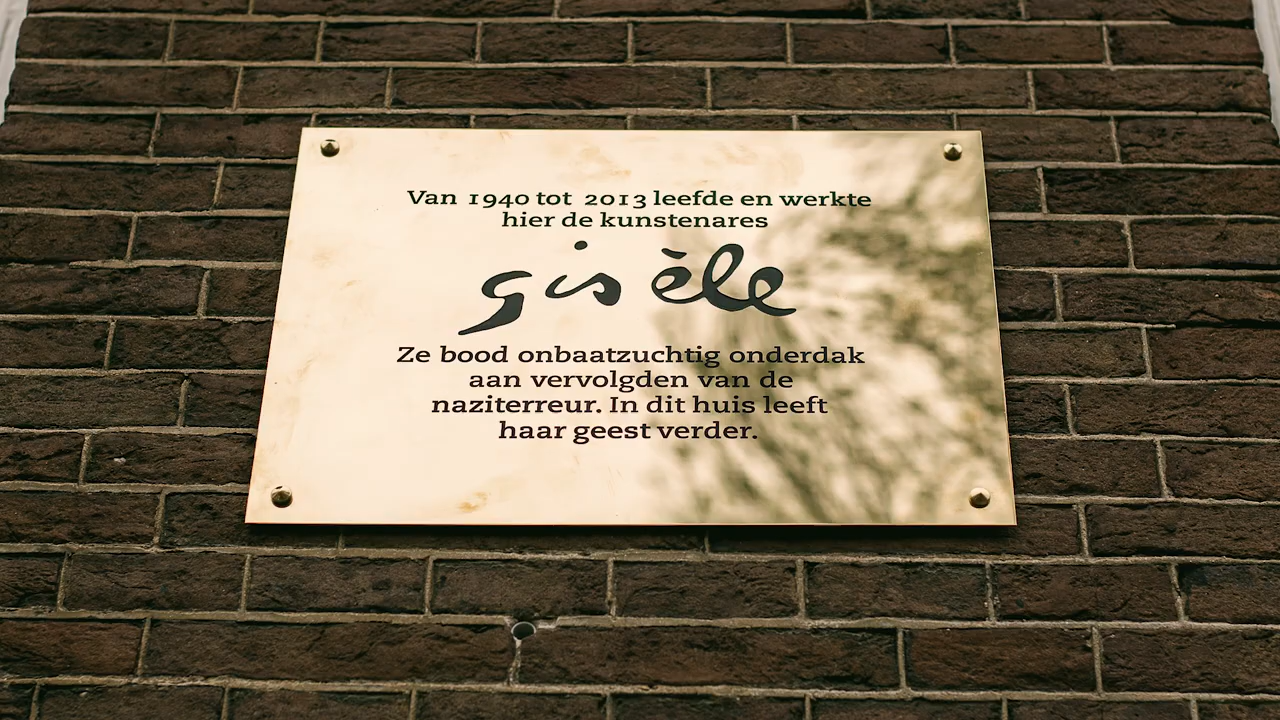 Van 1940 tot 2013 leefde en werkte
hier de kunstenares
gisèle
Ze bood onbaatzuchtig onderdak
aan vervolgden van de
naziterreur. In dit huis leeft
haar geest verder.